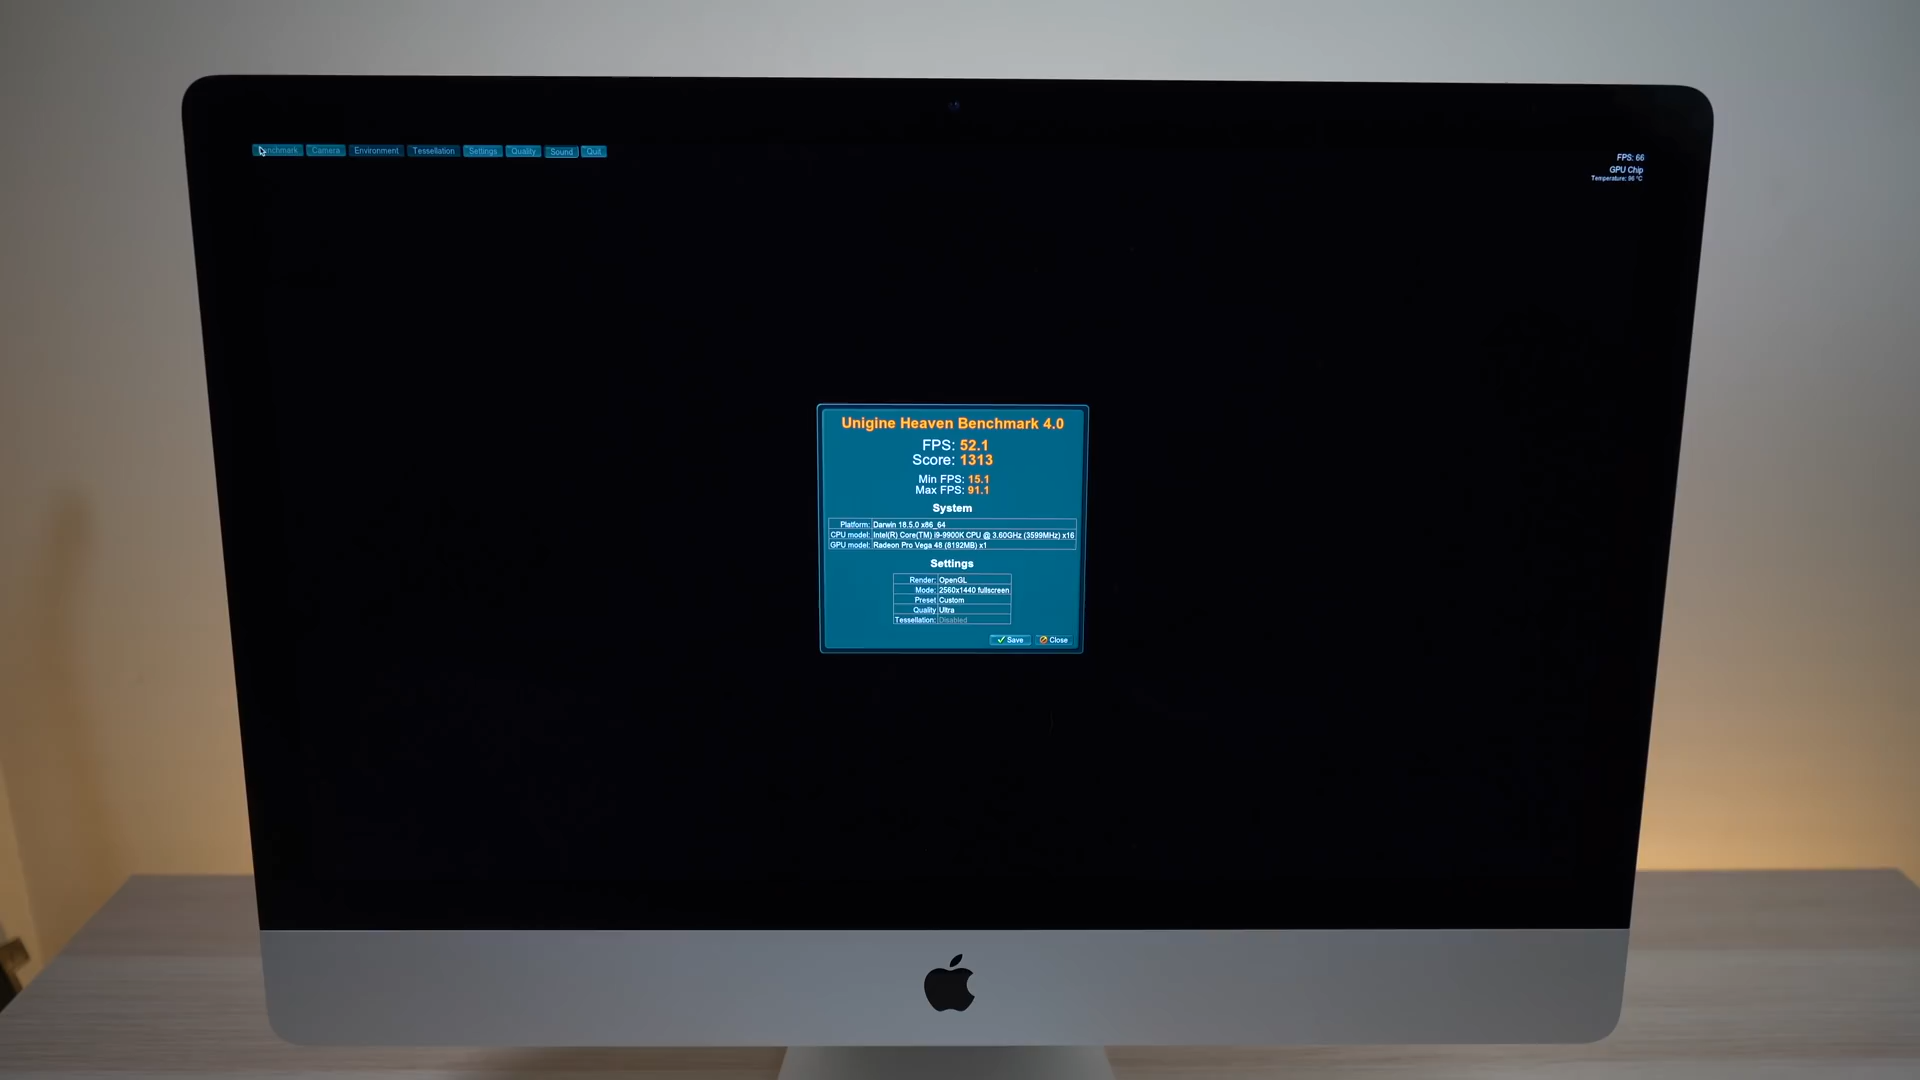 Camera Environment Tessellation Settings Quality Sound Quit
FPS: 66
GPU Chip
Temperature: 96 °C
Unigine Heaven Benchmark 4.0
FPS: 52.1
Score: 1313
Min FPS: 15.1
Max FPS: 91.1
System
Platform: Darwin 18.5.0 x86_64
CPU model: Intel(R) Core(TM) i9-9900K CPU @ 3.60GHz (3599MHz) x16
GPU model: Radeon Pro Vega 48 (8192MB) x1
Settings
Render: OpenGL
Mode: 2560x1440 fullscreen
Preset Custom
Quality Ultra
Tessellation: Disabled
Save Close